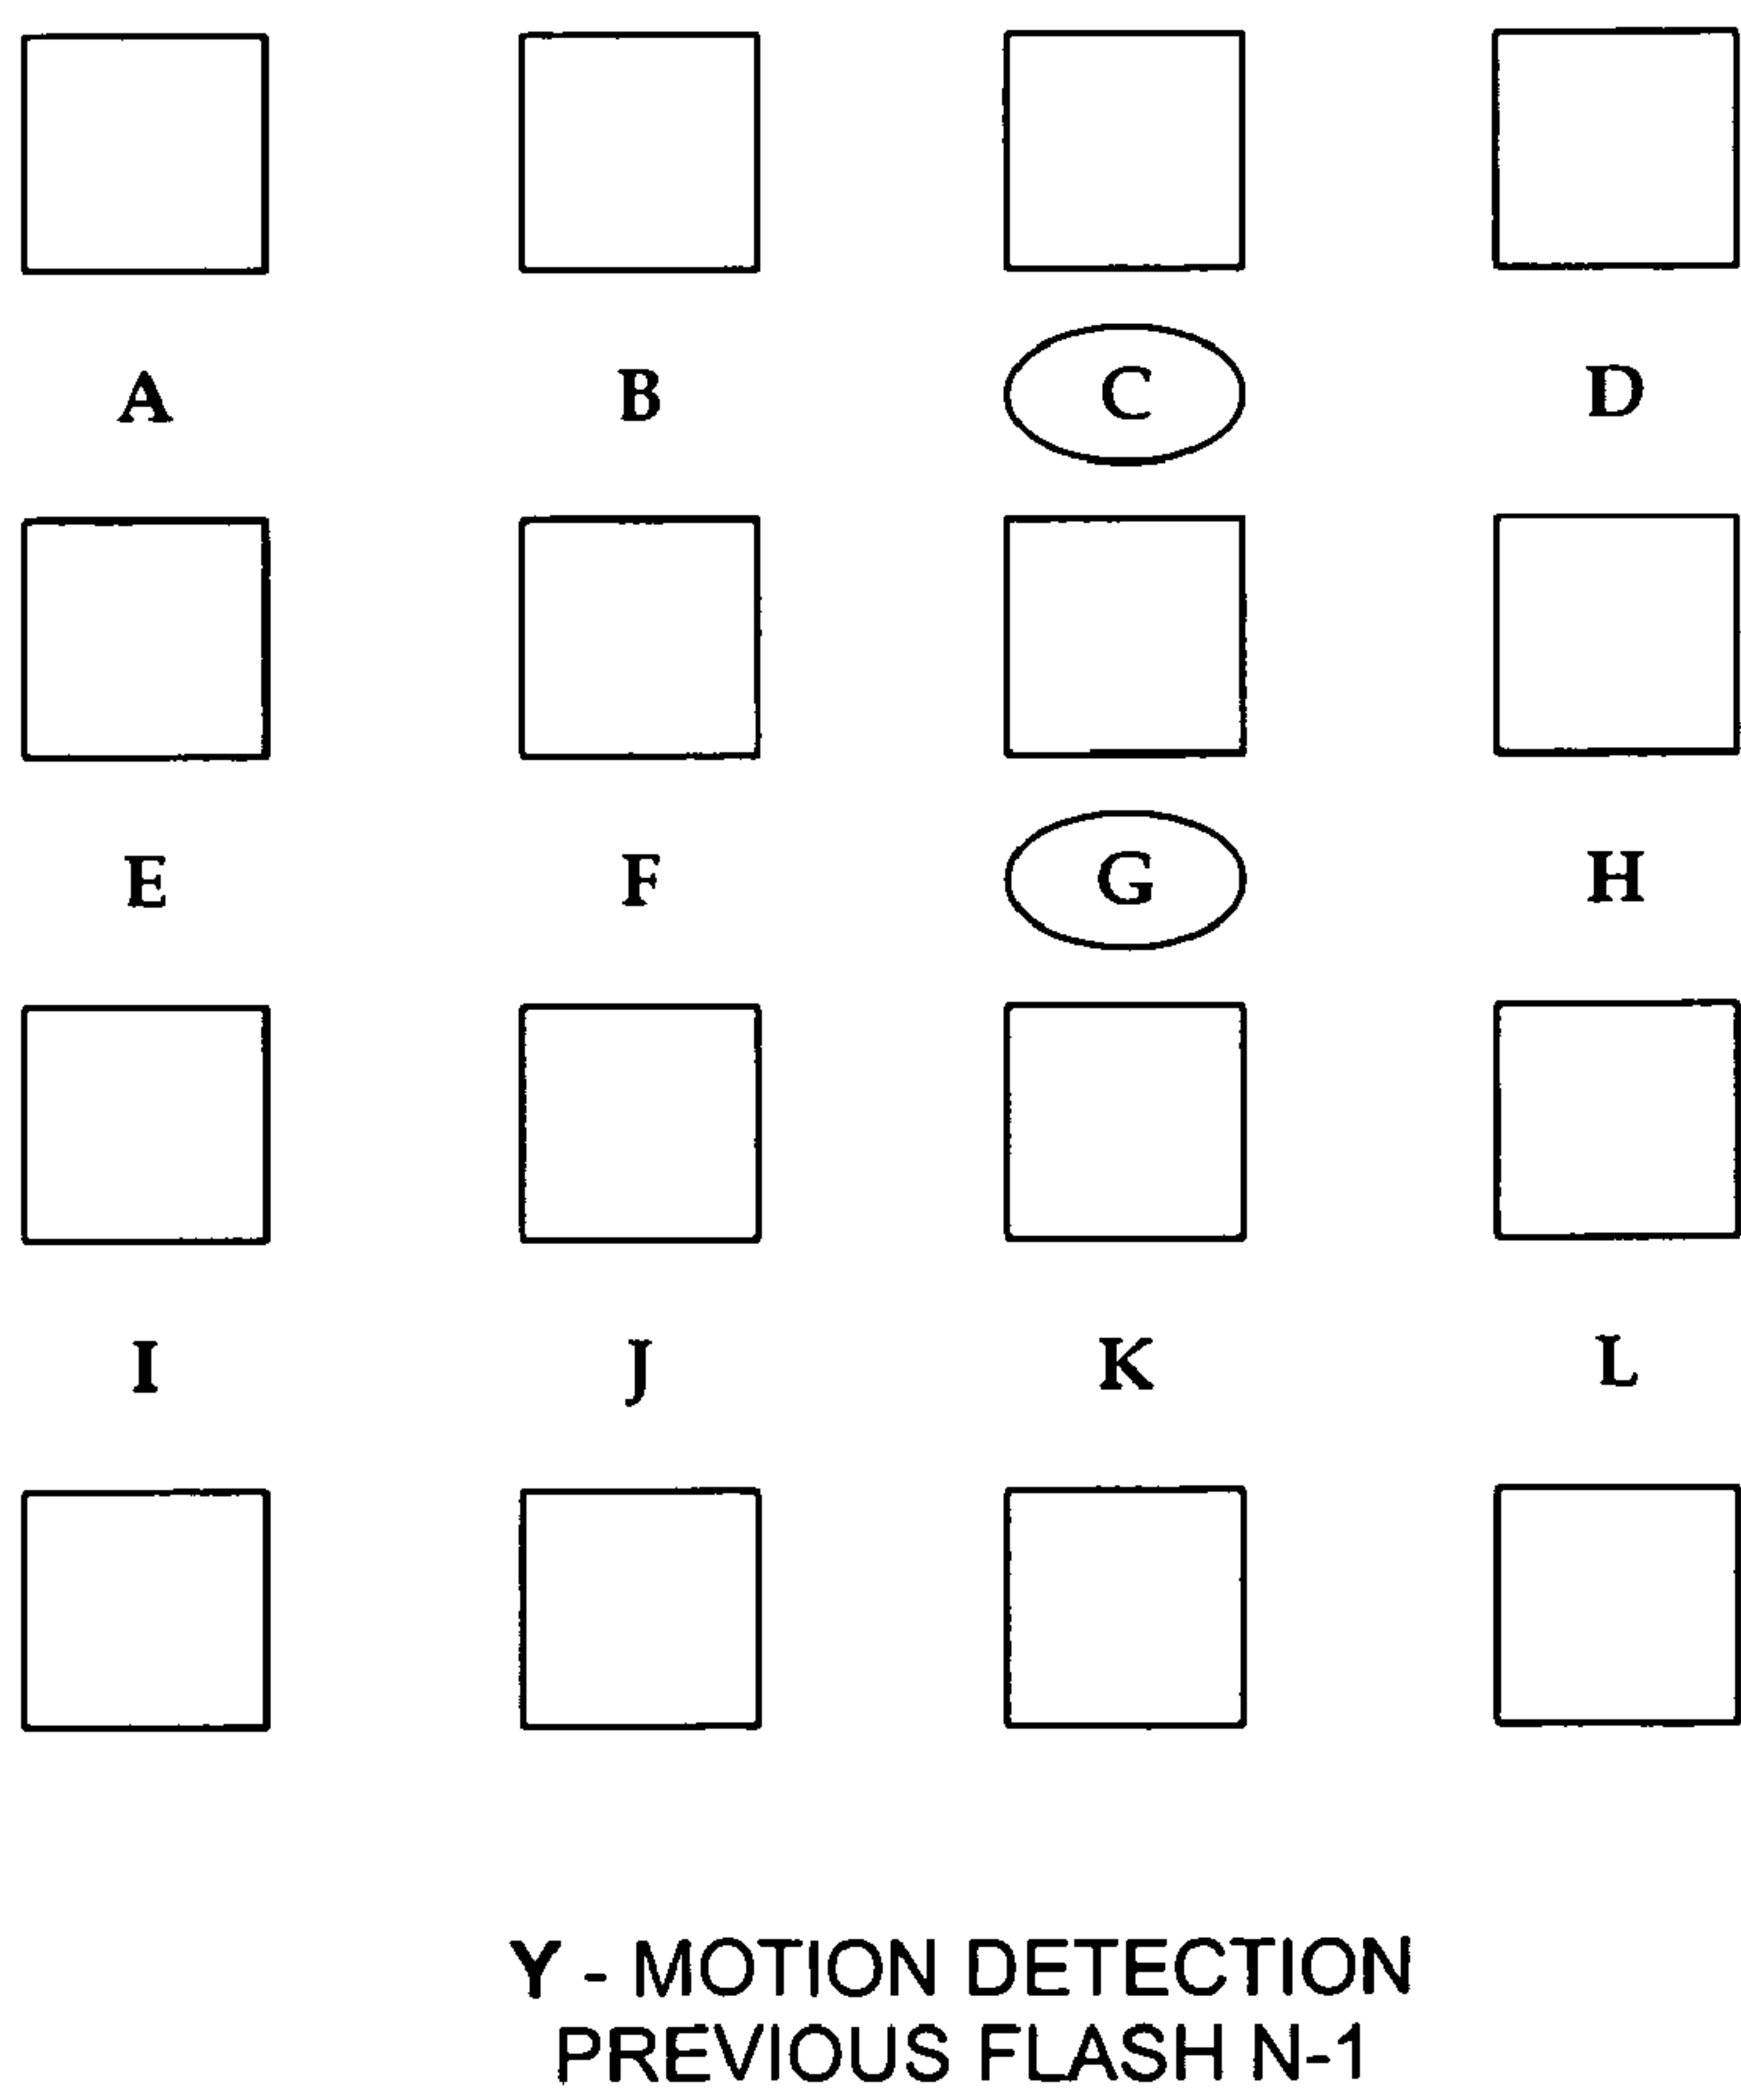 A B C D
E F G H
I J K L
Y - MOTION DETECTION
PREVIOUS FLASH N-1